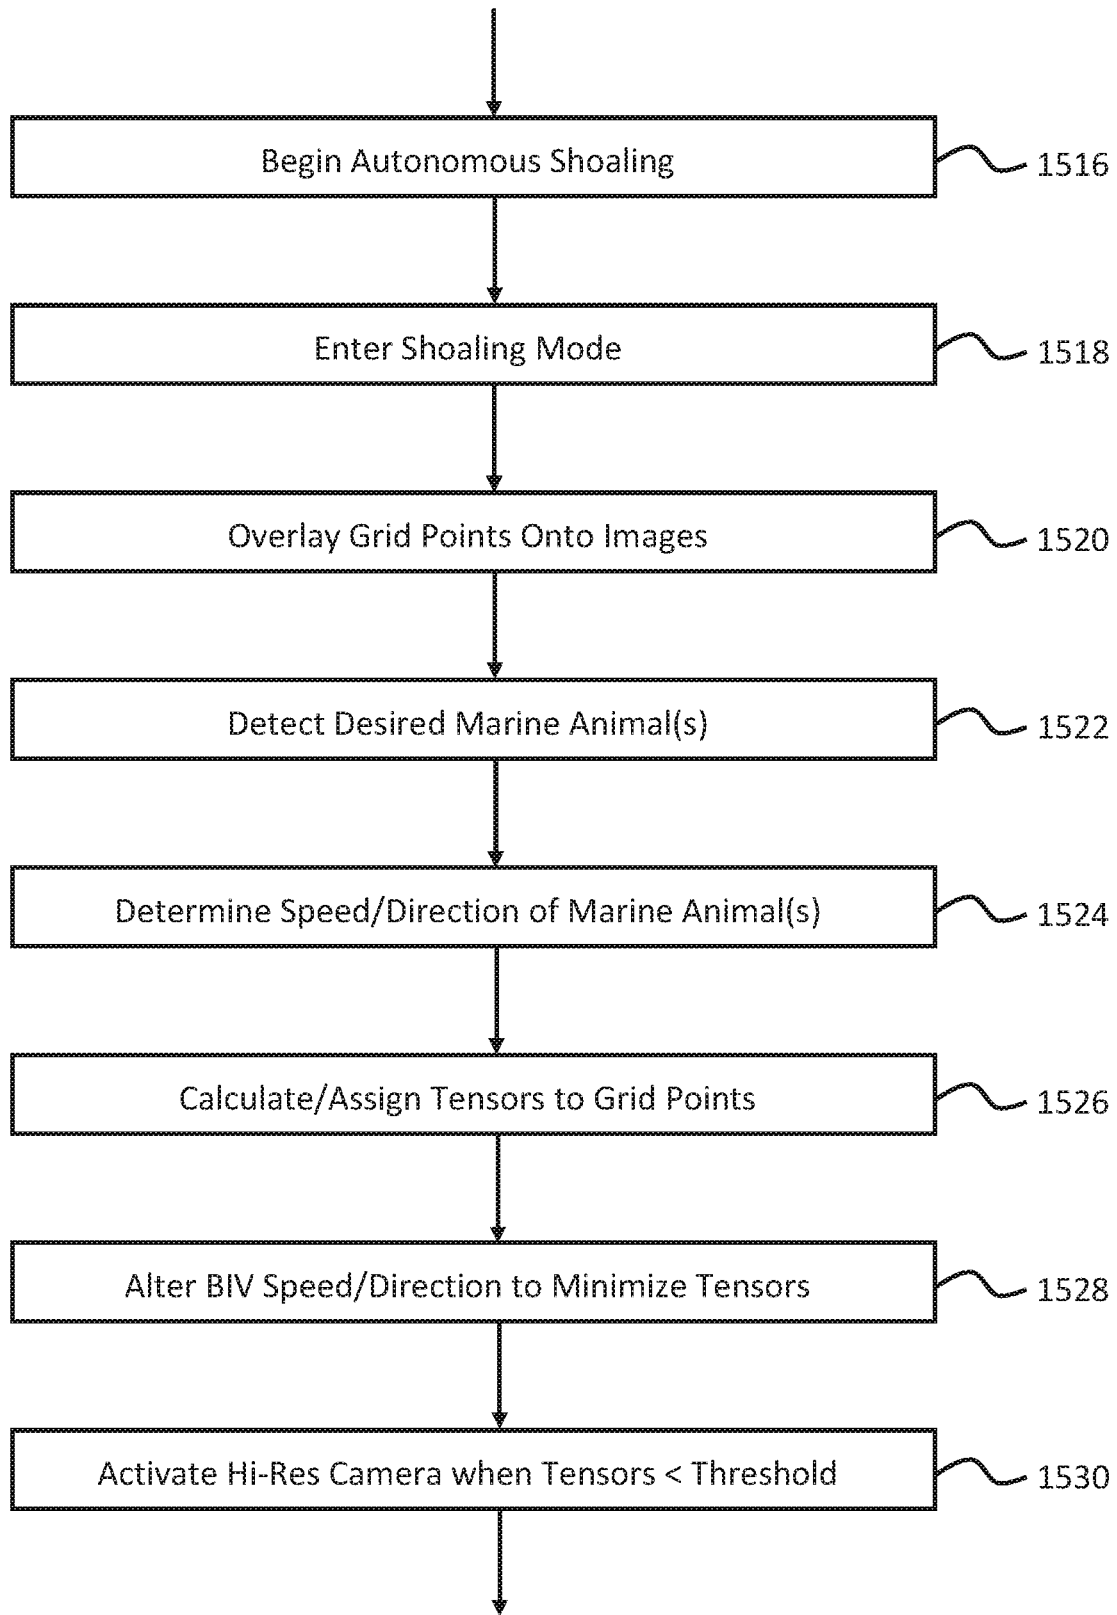 Begin Autonomous Shoaling
1516
Enter Shoaling Mode
1518
Overlay Grid Points Onto Images
1520
Detect Desired Marine Animal(s)
1522
Determine Speed/Direction of Marine Animal(s)
1524
Calculate/Assign Tensors to Grid Points
1526
Alter BIV Speed/Direction to Minimize Tensors
1528
Activate Hi-Res Camera when Tensors < Threshold
1530